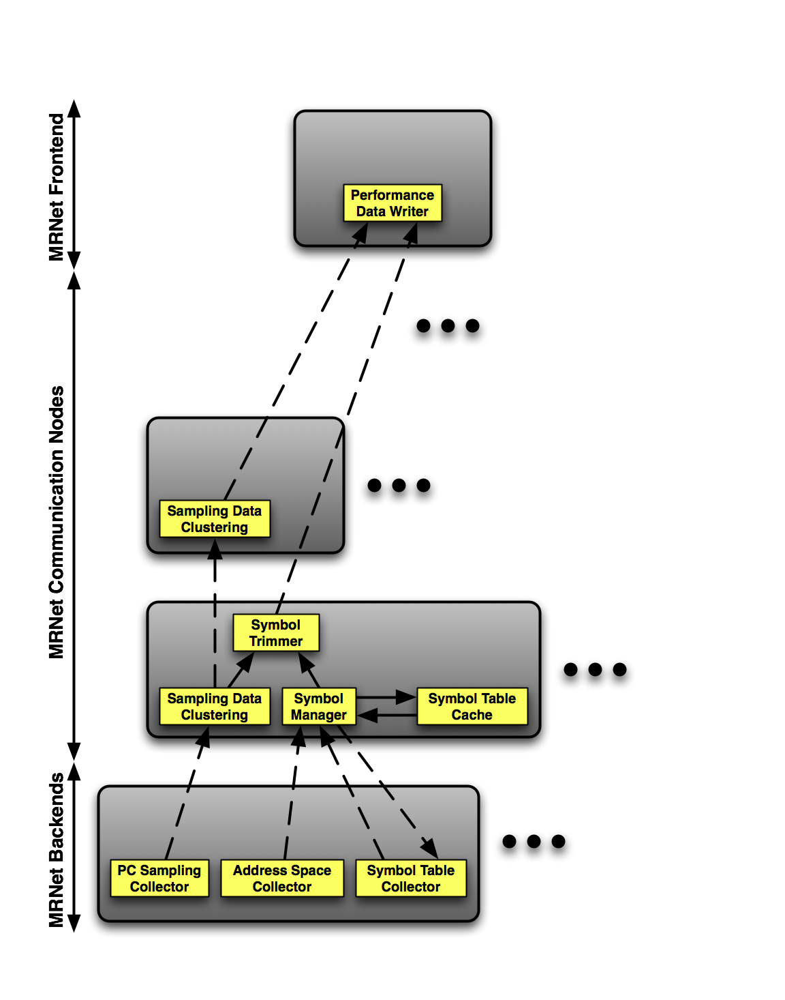 MRNet Frontend
Performance
Data Writer
MRNet Communication Nodes
Sampling Data
Clustering
Symbol
Trimmer
Sampling Data
Clustering
Symbol
Manager
Symbol Table
Cache
MRNet Backends
PC Sampling
Collector
Address Space
Collector
Symbol Table
Collector